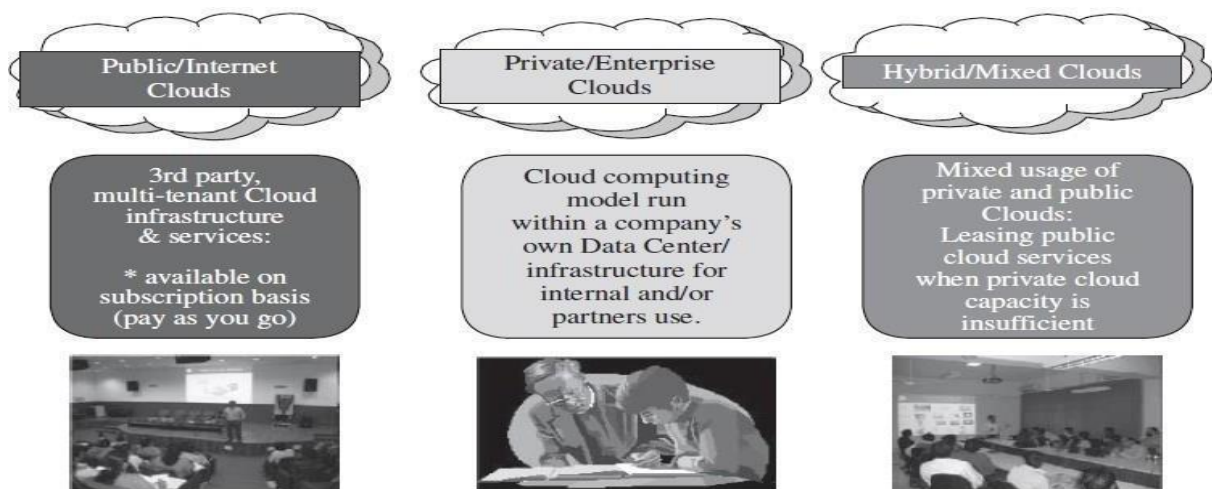 Public/Internet
Clouds
3rd party,
multi-tenant Cloud
infrastructure
& services:
* available on
subscription basis
(pay as you go)
Private/Enterprise
Clouds
Cloud computing
model run
within a company’s
own Data Center/
infrastructure for
internal and/or
partners use.
Hybrid/Mixed Clouds
Mixed usage of
private and public
Clouds:
Leasing public
cloud services
when private cloud
capacity is
insufficient